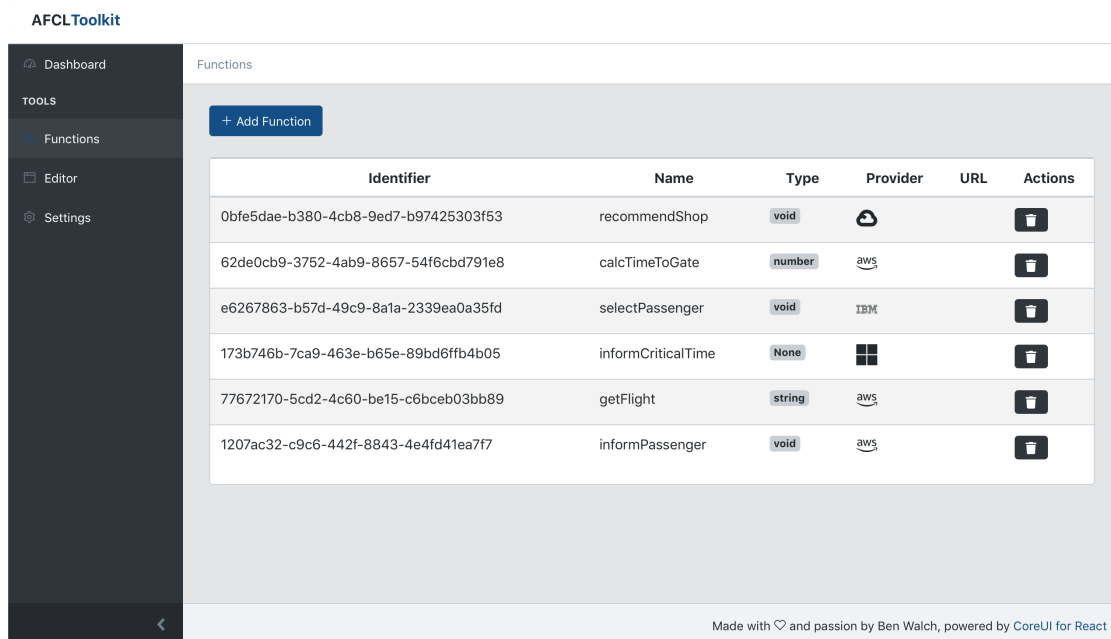 AFCLToolkit
Dashboard
Functions
TOOLS
+ Add Function
Functions
Editor
Settings
Identifier Name Type Provider URL Actions
0bfe5dae-b380-4cb8-9ed7-b97425303f53 recommendShop void
62de0cb9-3752-4ab9-8657-54f6cbd791e8 calcTimeToGate number aws
e6267863-b57d-49c9-8a1a-2339ea0a35fd selectPassenger void IBM
173b746b-7ca9-463e-b65e-89bd6ffb4b05 informCriticalTime None
77672170-5cd2-4c60-be15-c6bceb03bb89 getFlight string aws
1207ac32-c9c6-442f-8843-4e4fd41ea7f7 informPassenger void aws
Made with ♡ and passion by Ben Walch, powered by CoreUI for React